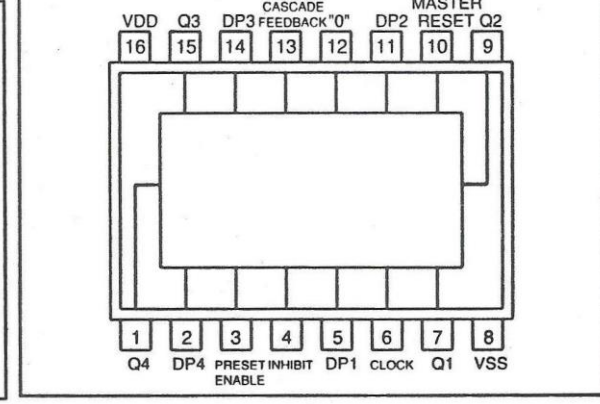 CASCADE MASTER
VDD Q3 DP3 FEEDBACK "0" DP2 RESET Q2
16 15 14 13 12 11 10 9
1 2 3 4 5 6 7 8
Q4 DP4 PRESET INHIBIT DP1 CLOCK Q1 VSS
ENABLE